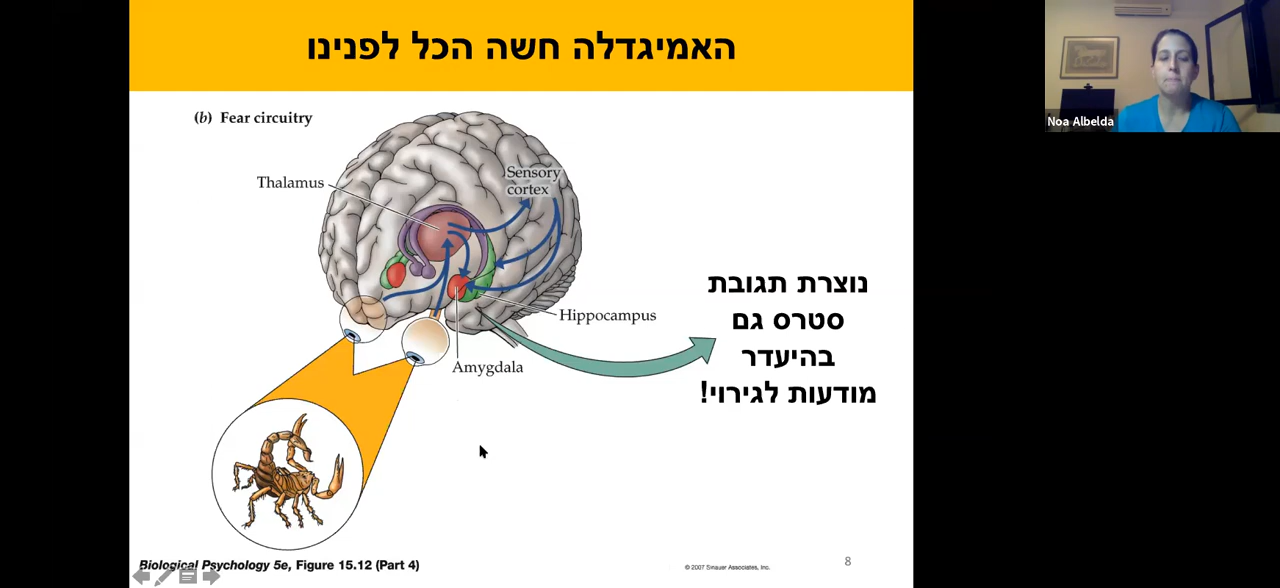 האמיגדלה חשה הכל לפנינו
Noa Albelda
(b) Fear circuitry
Thalamus
Sensory
cortex
נוצרת תגובת
סטרס גם
בהיעדר
מודעות לגירוי!
Hippocampus
Amygdala
Biological Psychology 5e, Figure 15.12 (Part 4)
© 2007 Sinauer Associates, Inc.
8